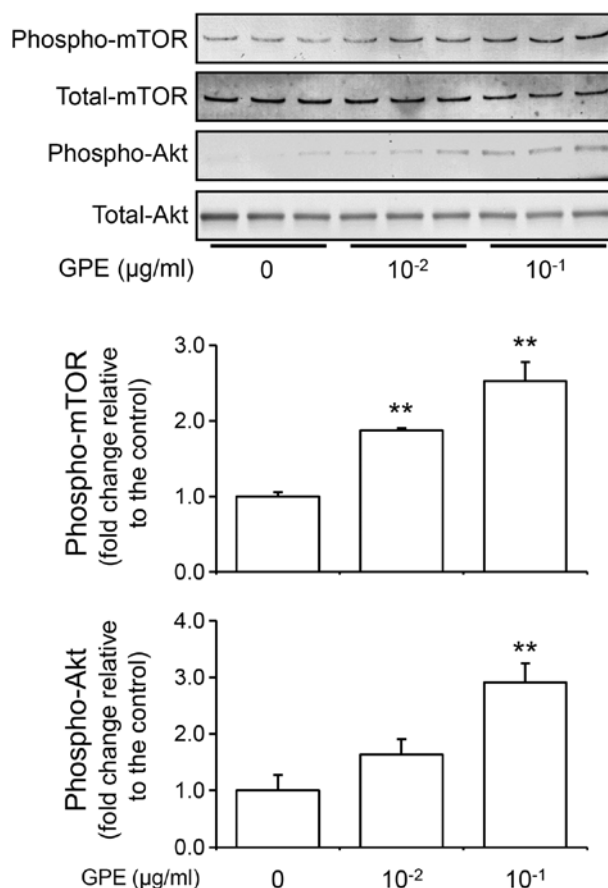 Phospho-mTOR
Total-mTOR
Phospho-Akt
Total-Akt
GPE (µg/ml) 0 10⁻² 10⁻¹
Phospho-mTOR
(fold change relative
to the control)
3.0
2.0
1.0
0.0
**
**
Phospho-Akt
(fold change relative
to the control)
4.0
3.0
2.0
1.0
0.0
**
GPE (µg/ml) 0 10⁻² 10⁻¹